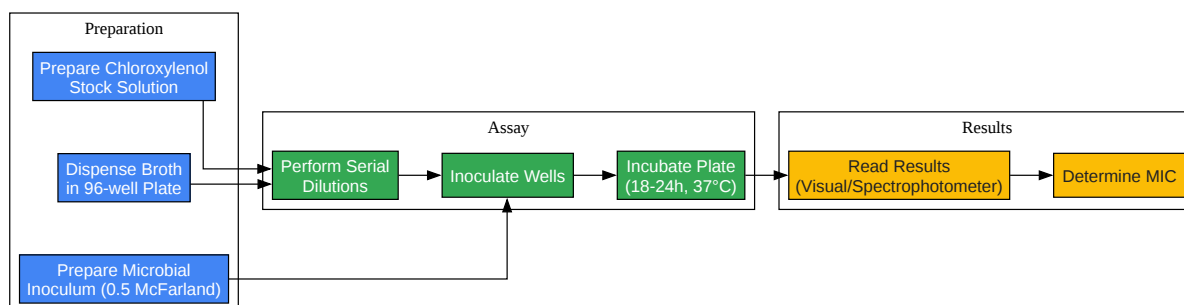 Preparation
Prepare Chloroxylenol
Stock Solution
Dispense Broth
in 96-well Plate
Prepare Microbial
Inoculum (0.5 McFarland)
Assay
Perform Serial
Dilutions
Inoculate Wells
Incubate Plate
(18-24h, 37°C)
Results
Read Results
(Visual/Spectrophotometer)
Determine MIC